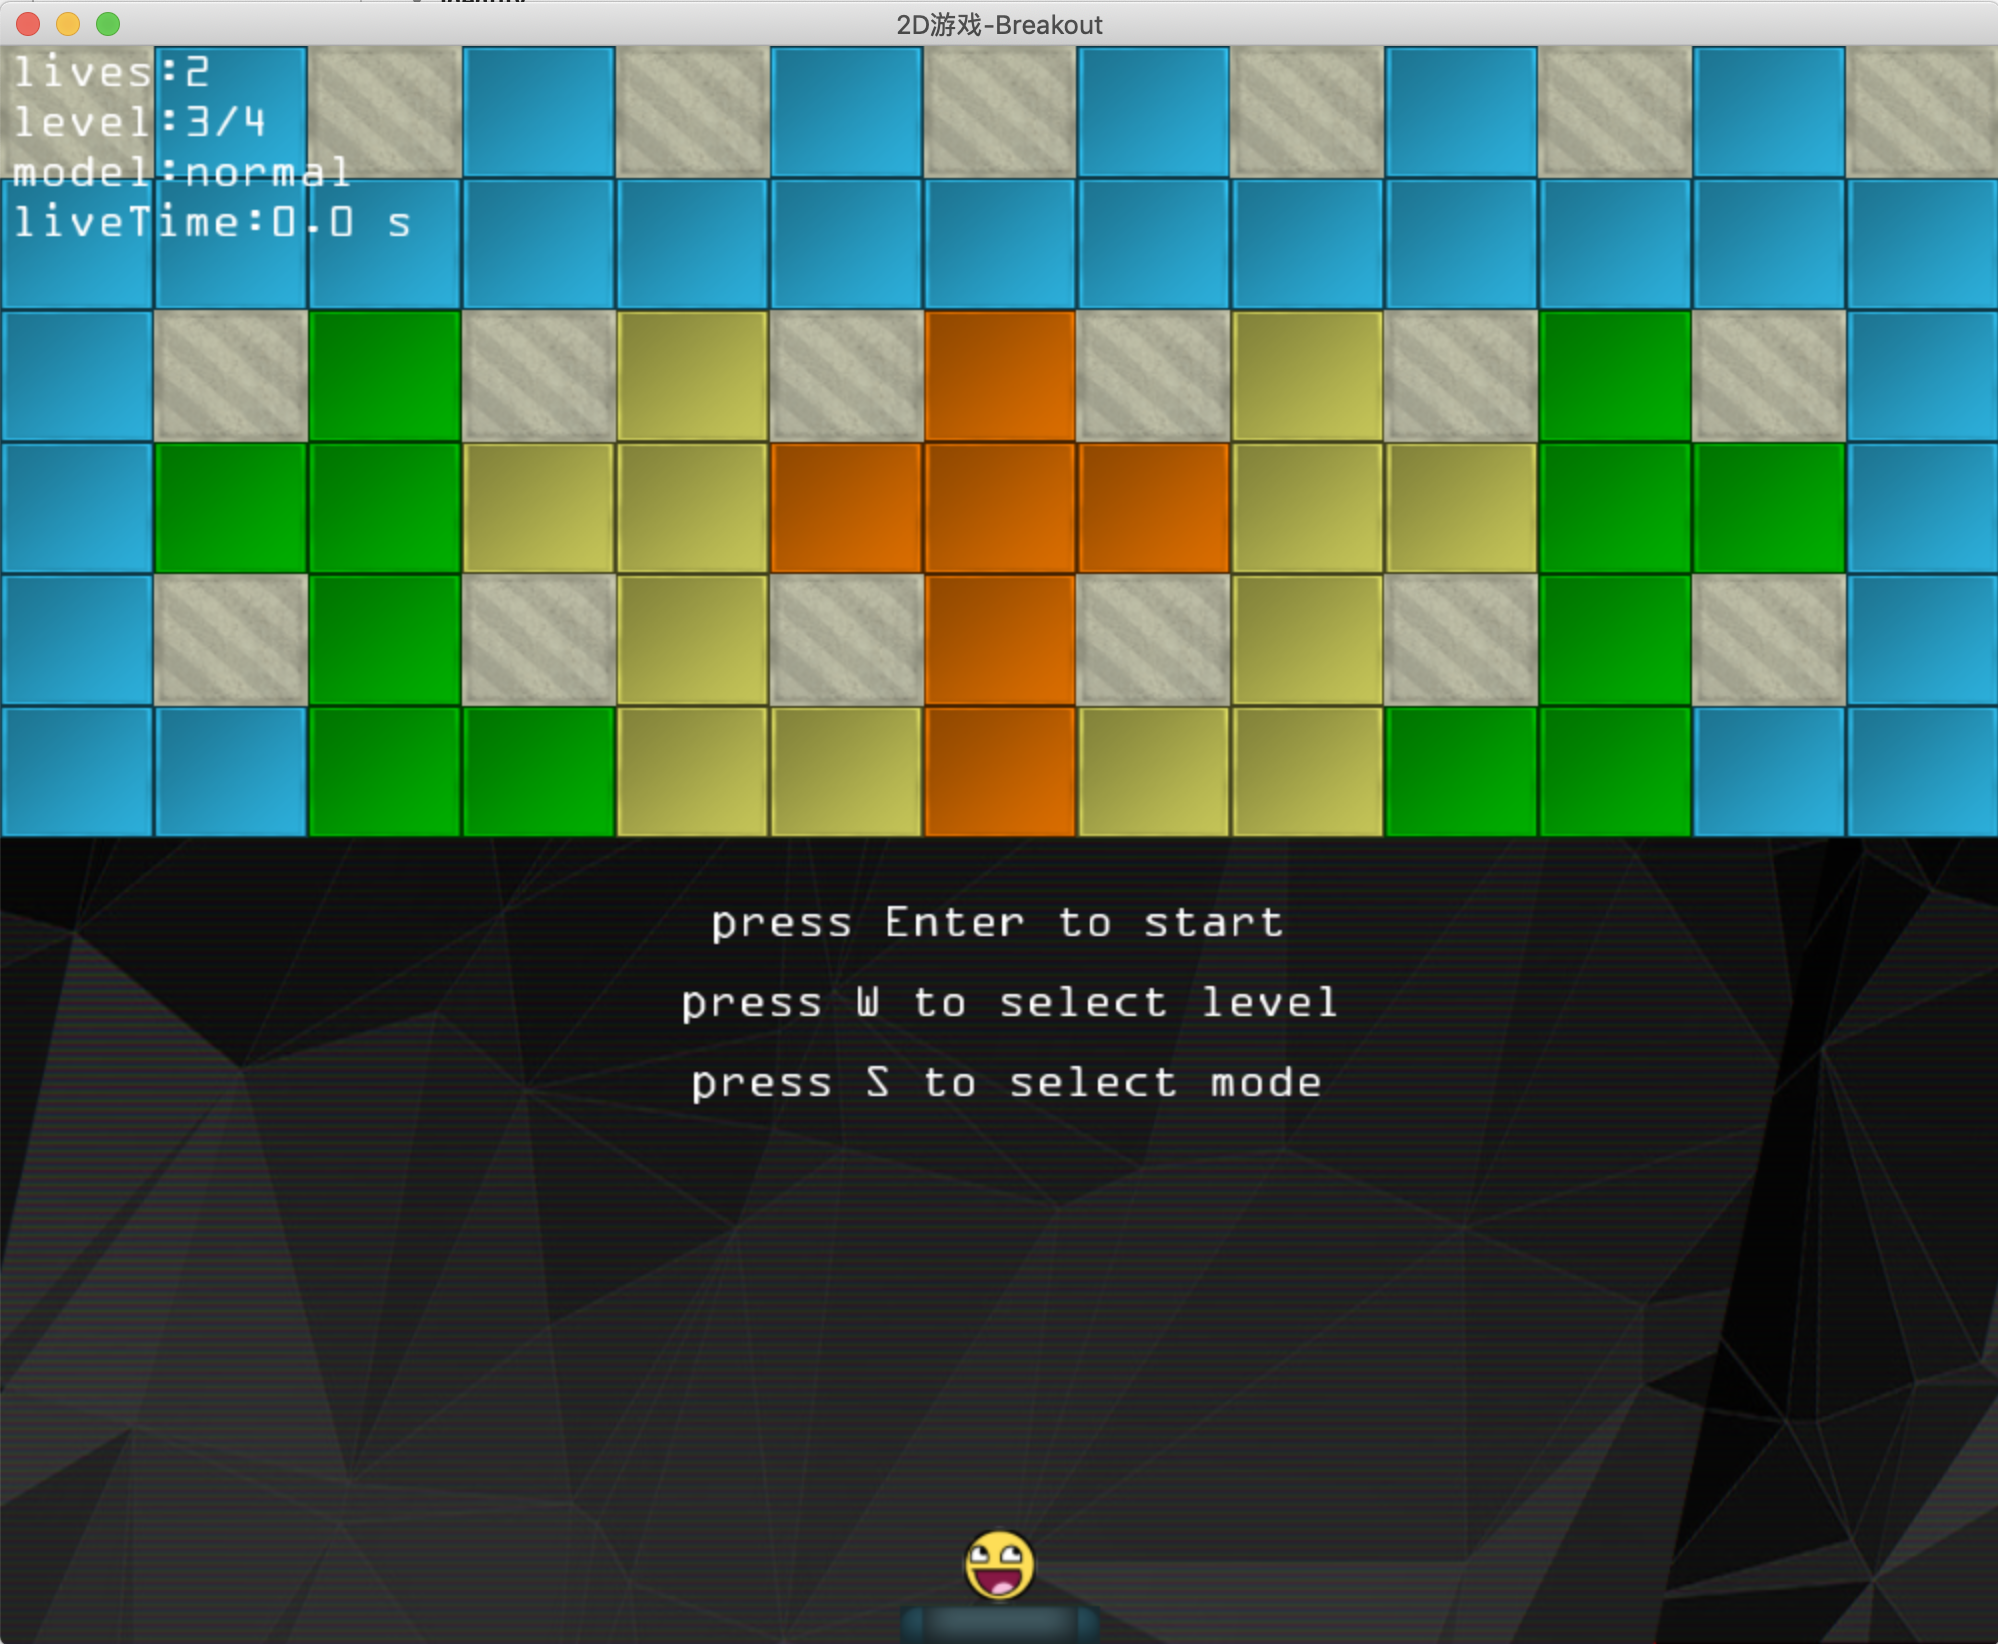 2D游戏-Breakout
lives:2
level:3/4
model:normal
liveTime:0.0 s
press Enter to start
press W to select level
press S to select mode